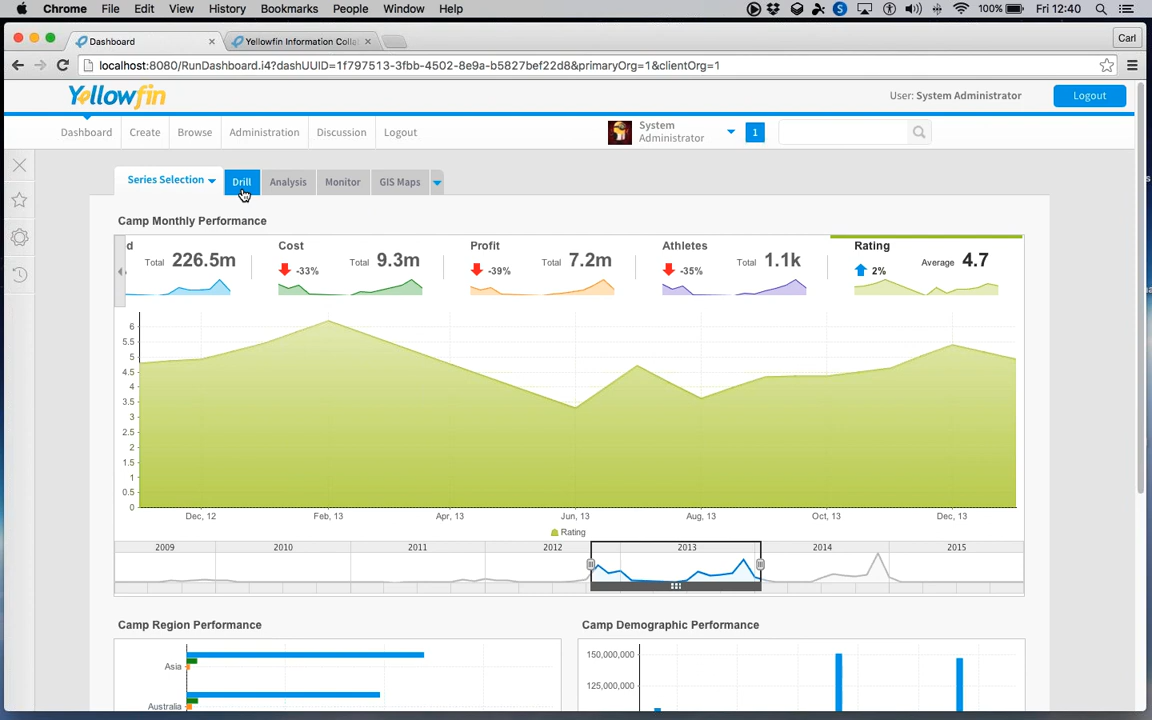 Chrome File Edit View History Bookmarks People Window Help 100% Fri 12:40
Dashboard Yellowfin Information Colla Carl
localhost:8080/RunDashboard.i4?dashUUID=1f797513-3fbb-4502-8e9a-b5827bef22d8&primaryOrg=1&clientOrg=1
Yellowfin User: System Administrator Logout
Dashboard Create Browse Administration Discussion Logout System Administrator 1
Series Selection Drill Analysis Monitor GIS Maps
Camp Monthly Performance
d Cost Profit Athletes Rating
Total 226.5m -33% Total 9.3m -39% Total 7.2m -35% Total 1.1k 2% Average 4.7
6
5.5
5
4.5
4
3.5
3
2.5
2
1.5
1
0.5
0
Dec, 12 Feb, 13 Apr, 13 Jun, 13 Aug, 13 Oct, 13 Dec, 13
Rating
2009 2010 2011 2012 2013 2014 2015
Camp Region Performance Camp Demographic Performance
Asia 150,000,000
125,000,000
Australia